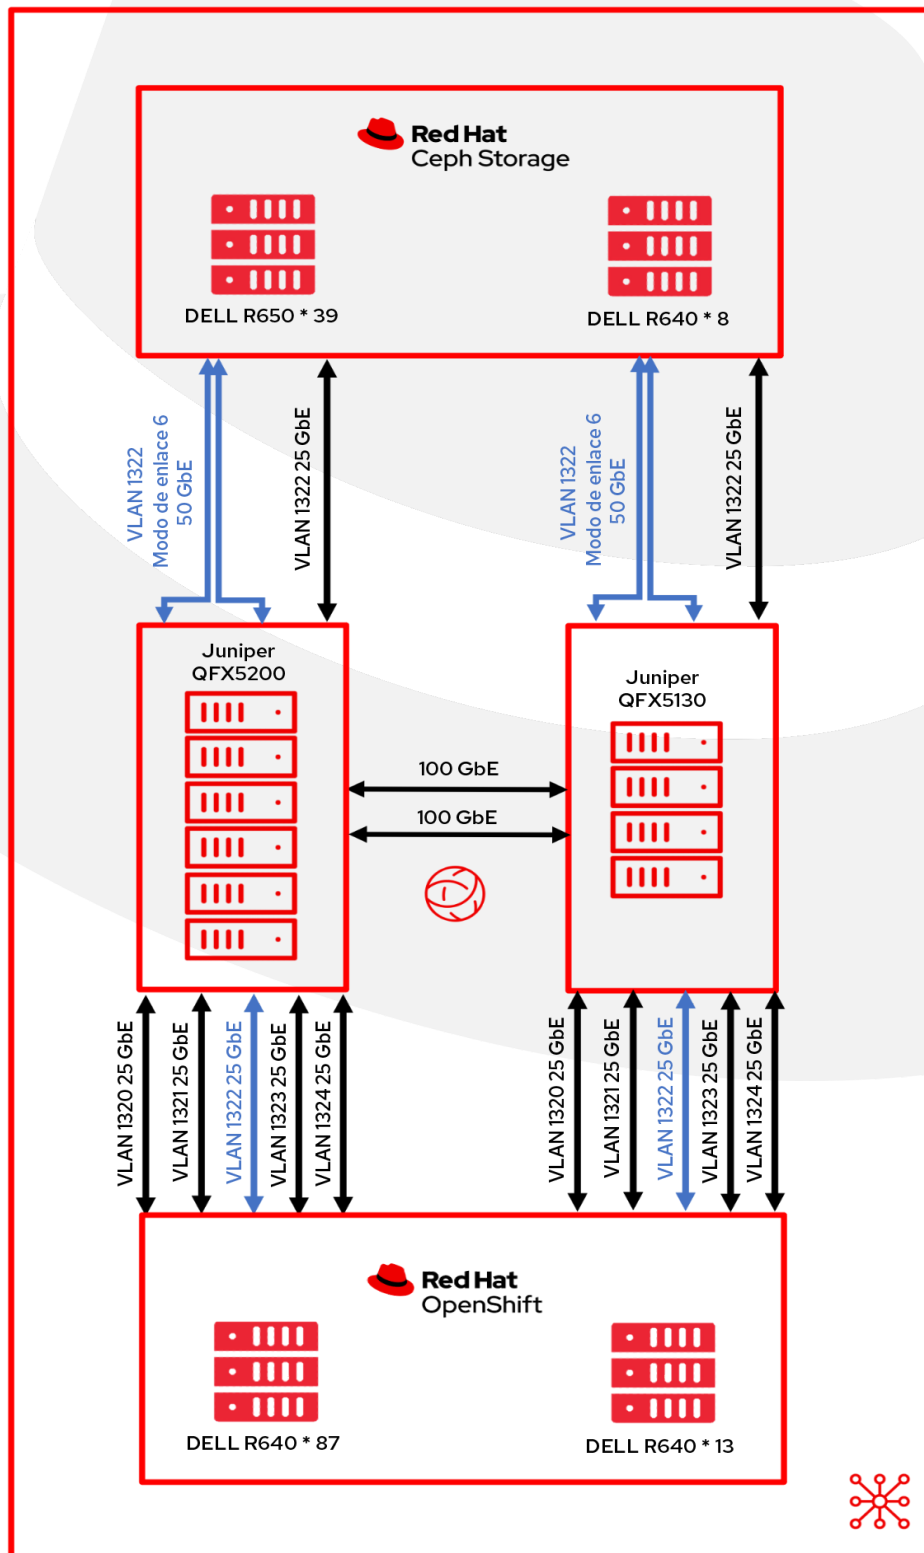 Red Hat
Ceph Storage
DELL R650 * 39
DELL R640 * 8
VLAN 1322
Modo de enlace 6
50 GbE
VLAN 1322 25 GbE
VLAN 1322
Modo de enlace 6
50 GbE
VLAN 1322 25 GbE
Juniper
QFX5200
Juniper
QFX5130
100 GbE
100 GbE
VLAN 1320 25 GbE
VLAN 1321 25 GbE
VLAN 1322 25 GbE
VLAN 1323 25 GbE
VLAN 1324 25 GbE
VLAN 1320 25 GbE
VLAN 1321 25 GbE
VLAN 1322 25 GbE
VLAN 1323 25 GbE
VLAN 1324 25 GbE
Red Hat
OpenShift
DELL R640 * 87
DELL R640 * 13